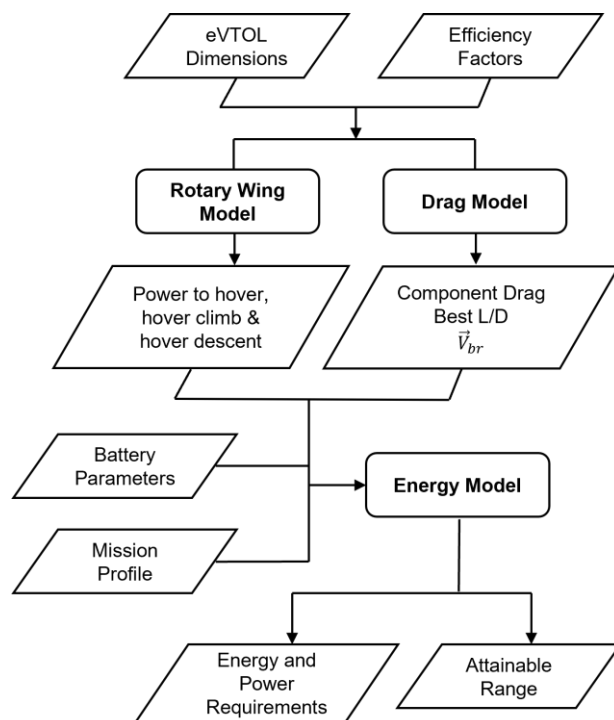 eVTOL
Dimensions
Efficiency
Factors
Rotary Wing
Model
Drag Model
Power to hover,
hover climb &
hover descent
Component Drag
Best L/D
$\vec{V}_{br}$
Battery
Parameters
Energy Model
Mission
Profile
Energy and
Power
Requirements
Attainable
Range